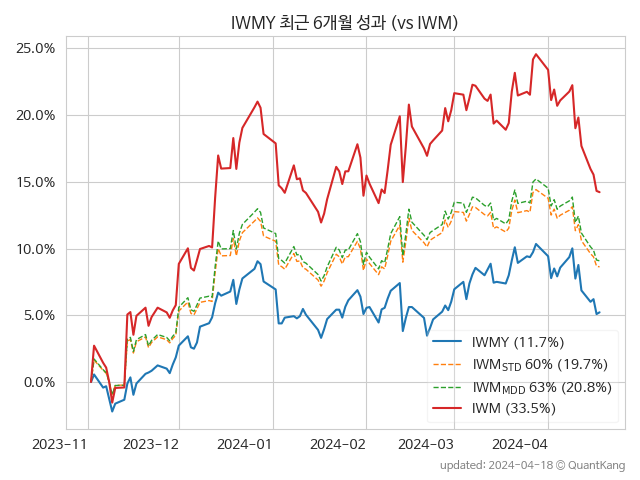 IWMY 최근 6개월 성과 (vs IWM)
25.0%
20.0%
15.0%
10.0%
5.0%
0.0%
IWMY (11.7%)
IWM_STD 60% (19.7%)
IWM_MDD 63% (20.8%)
IWM (33.5%)
2023-11 2023-12 2024-01 2024-02 2024-03 2024-04
updated: 2024-04-18 © QuantKang